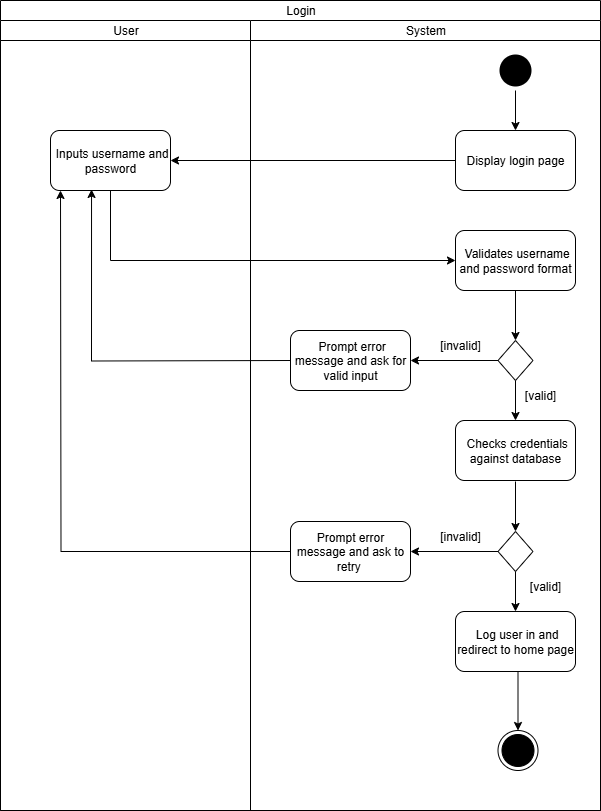 Login
User
System
Display login page
Inputs username and
password
Validates username
and password format
[invalid]
Prompt error
message and ask for
valid input
[valid]
Checks credentials
against database
[invalid]
Prompt error
message and ask to
retry
[valid]
Log user in and
redirect to home page